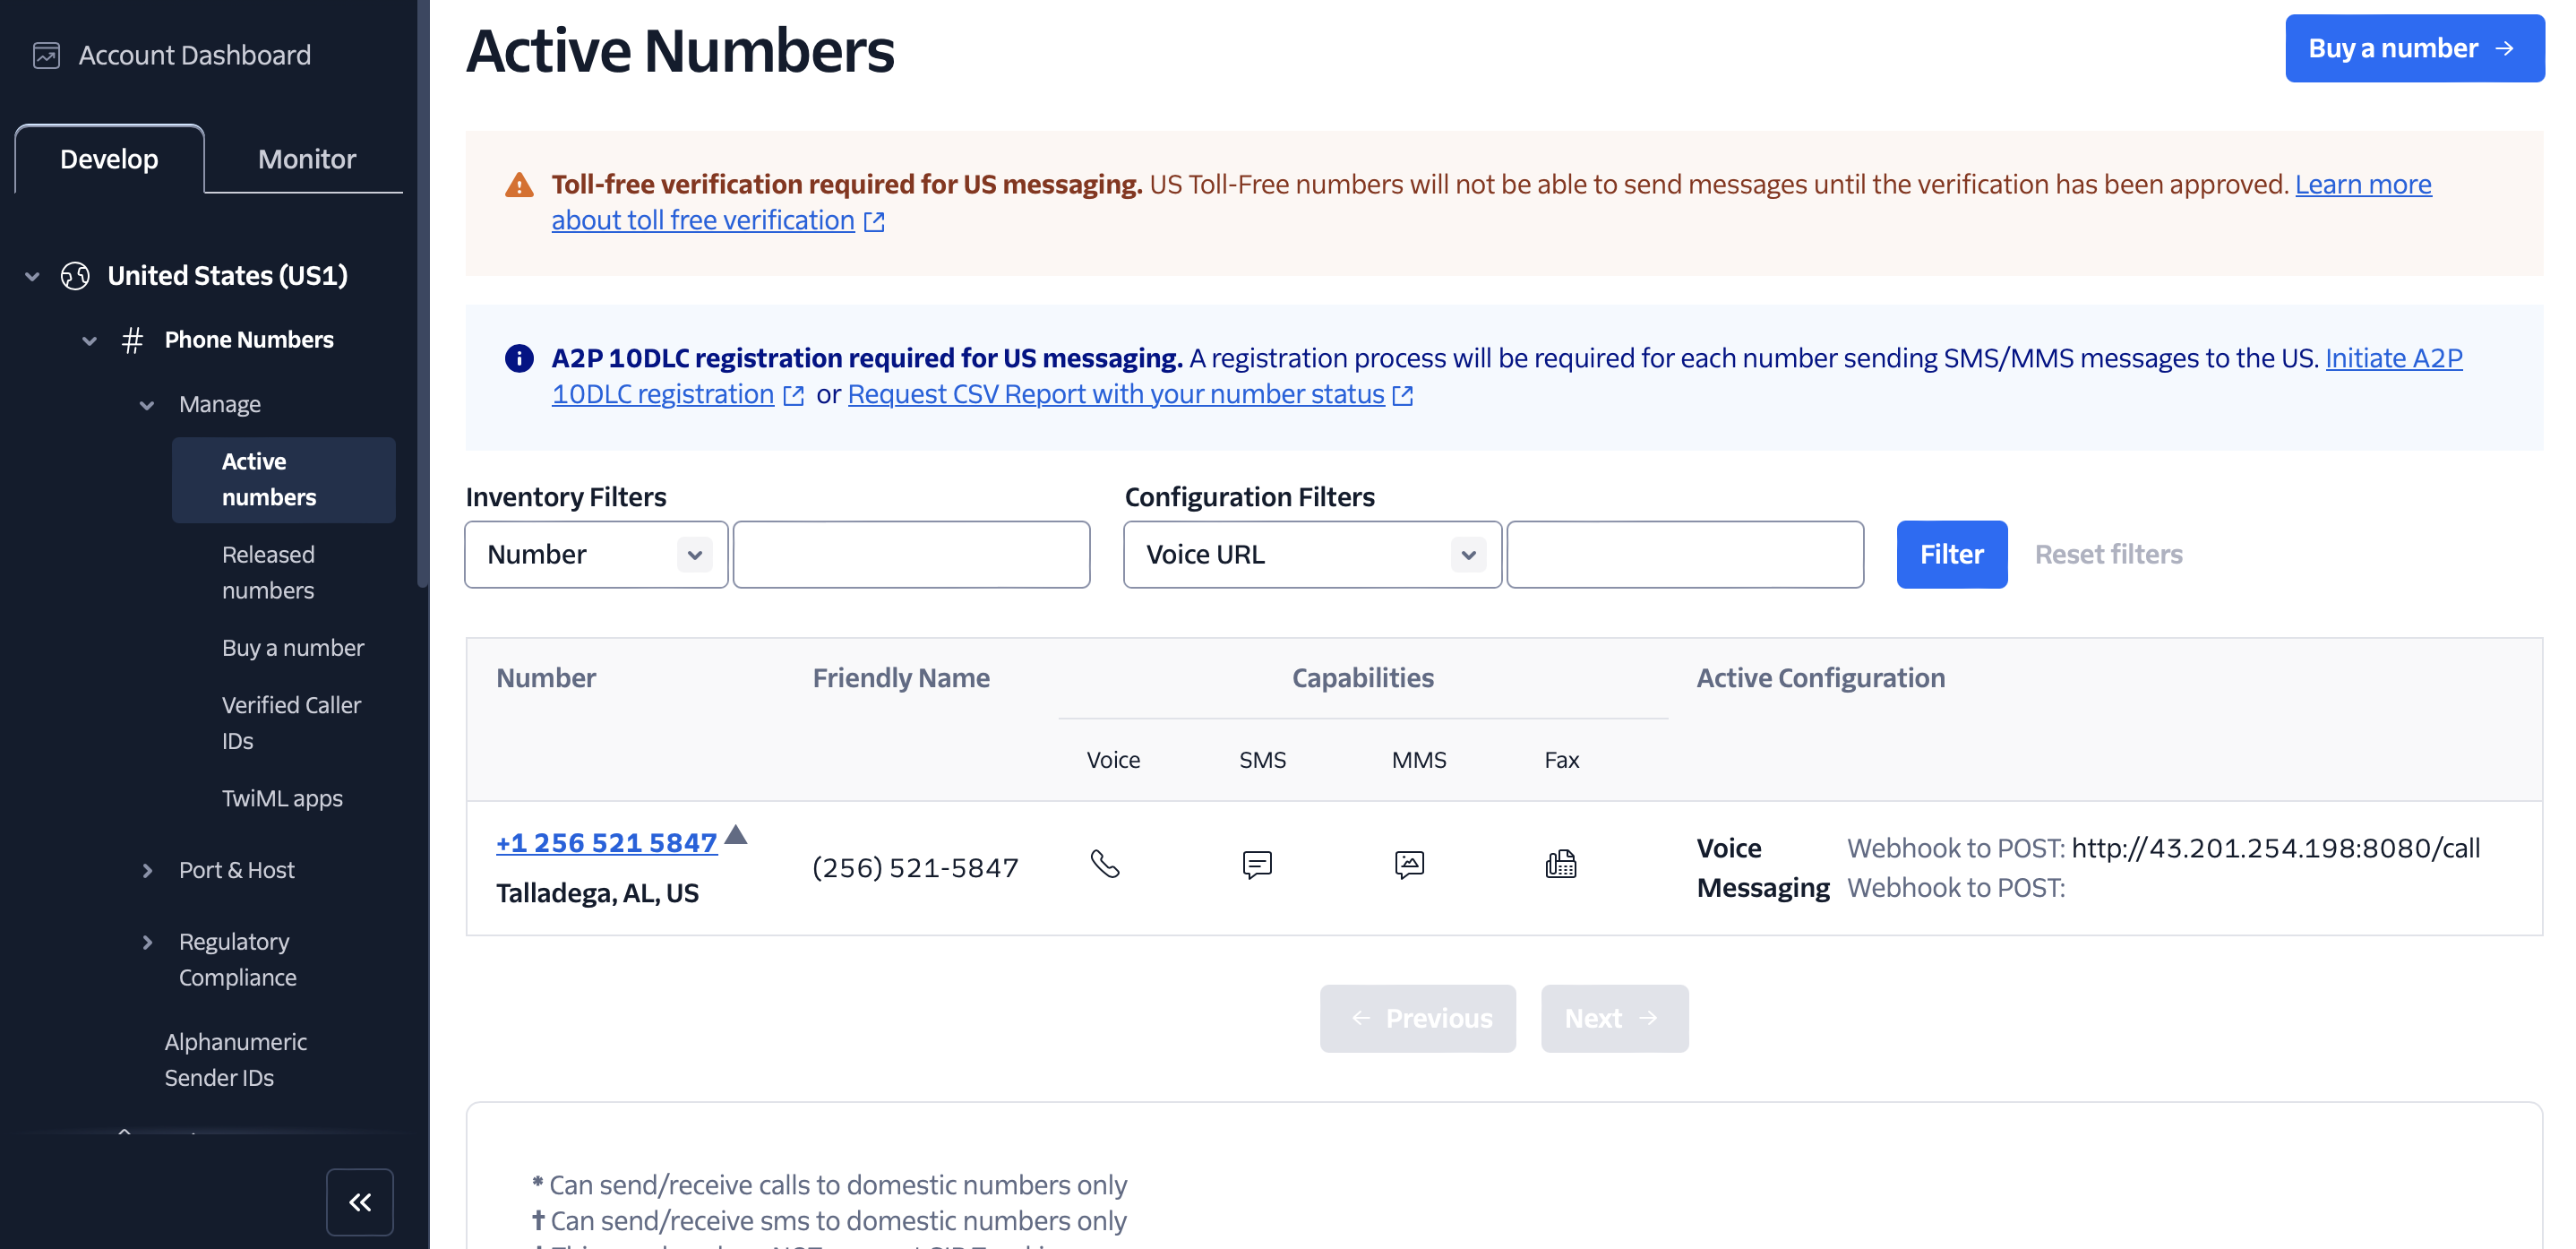 Account Dashboard
Develop
Monitor
United States (US1)
Phone Numbers
Manage
Active
numbers
Released
numbers
Buy a number
Verified Caller
IDs
TwiML apps
Port & Host
Regulatory
Compliance
Alphanumeric
Sender IDs
Active Numbers
Buy a number
Toll-free verification required for US messaging. US Toll-Free numbers will not be able to send messages until the verification has been approved. Learn more
about toll free verification
A2P 10DLC registration required for US messaging. A registration process will be required for each number sending SMS/MMS messages to the US. Initiate A2P
10DLC registration or Request CSV Report with your number status
Inventory Filters
Configuration Filters
Number
Voice URL
Filter
Reset filters
Number Friendly Name Capabilities Active Configuration
Voice SMS MMS Fax
+1 256 521 5847
Talladega, AL, US
(256) 521-5847
Voice Webhook to POST: http://43.201.254.198:8080/call
Messaging Webhook to POST:
Previous
Next
* Can send/receive calls to domestic numbers only
† Can send/receive sms to domestic numbers only